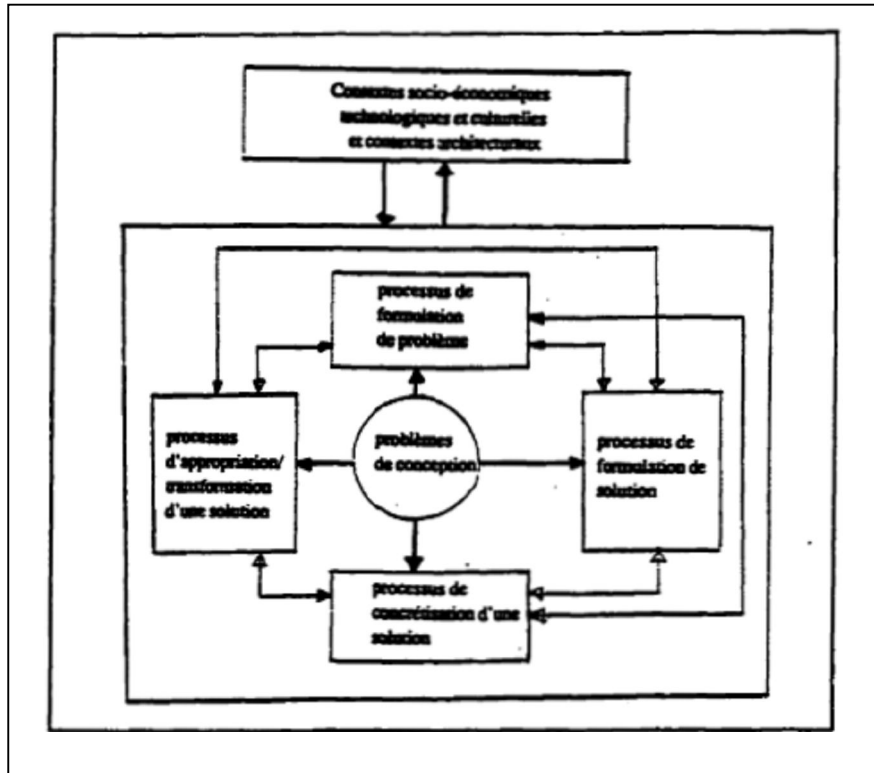 Contextes socio-économiques
technologiques et culturelles
et contextes architecturaux
processus de
formulation
de problème
processus
d'appropriation/
transformation
d'une solution
problèmes
de conception
processus de
formulation de
solution
processus de
concrétisation d'une
solution